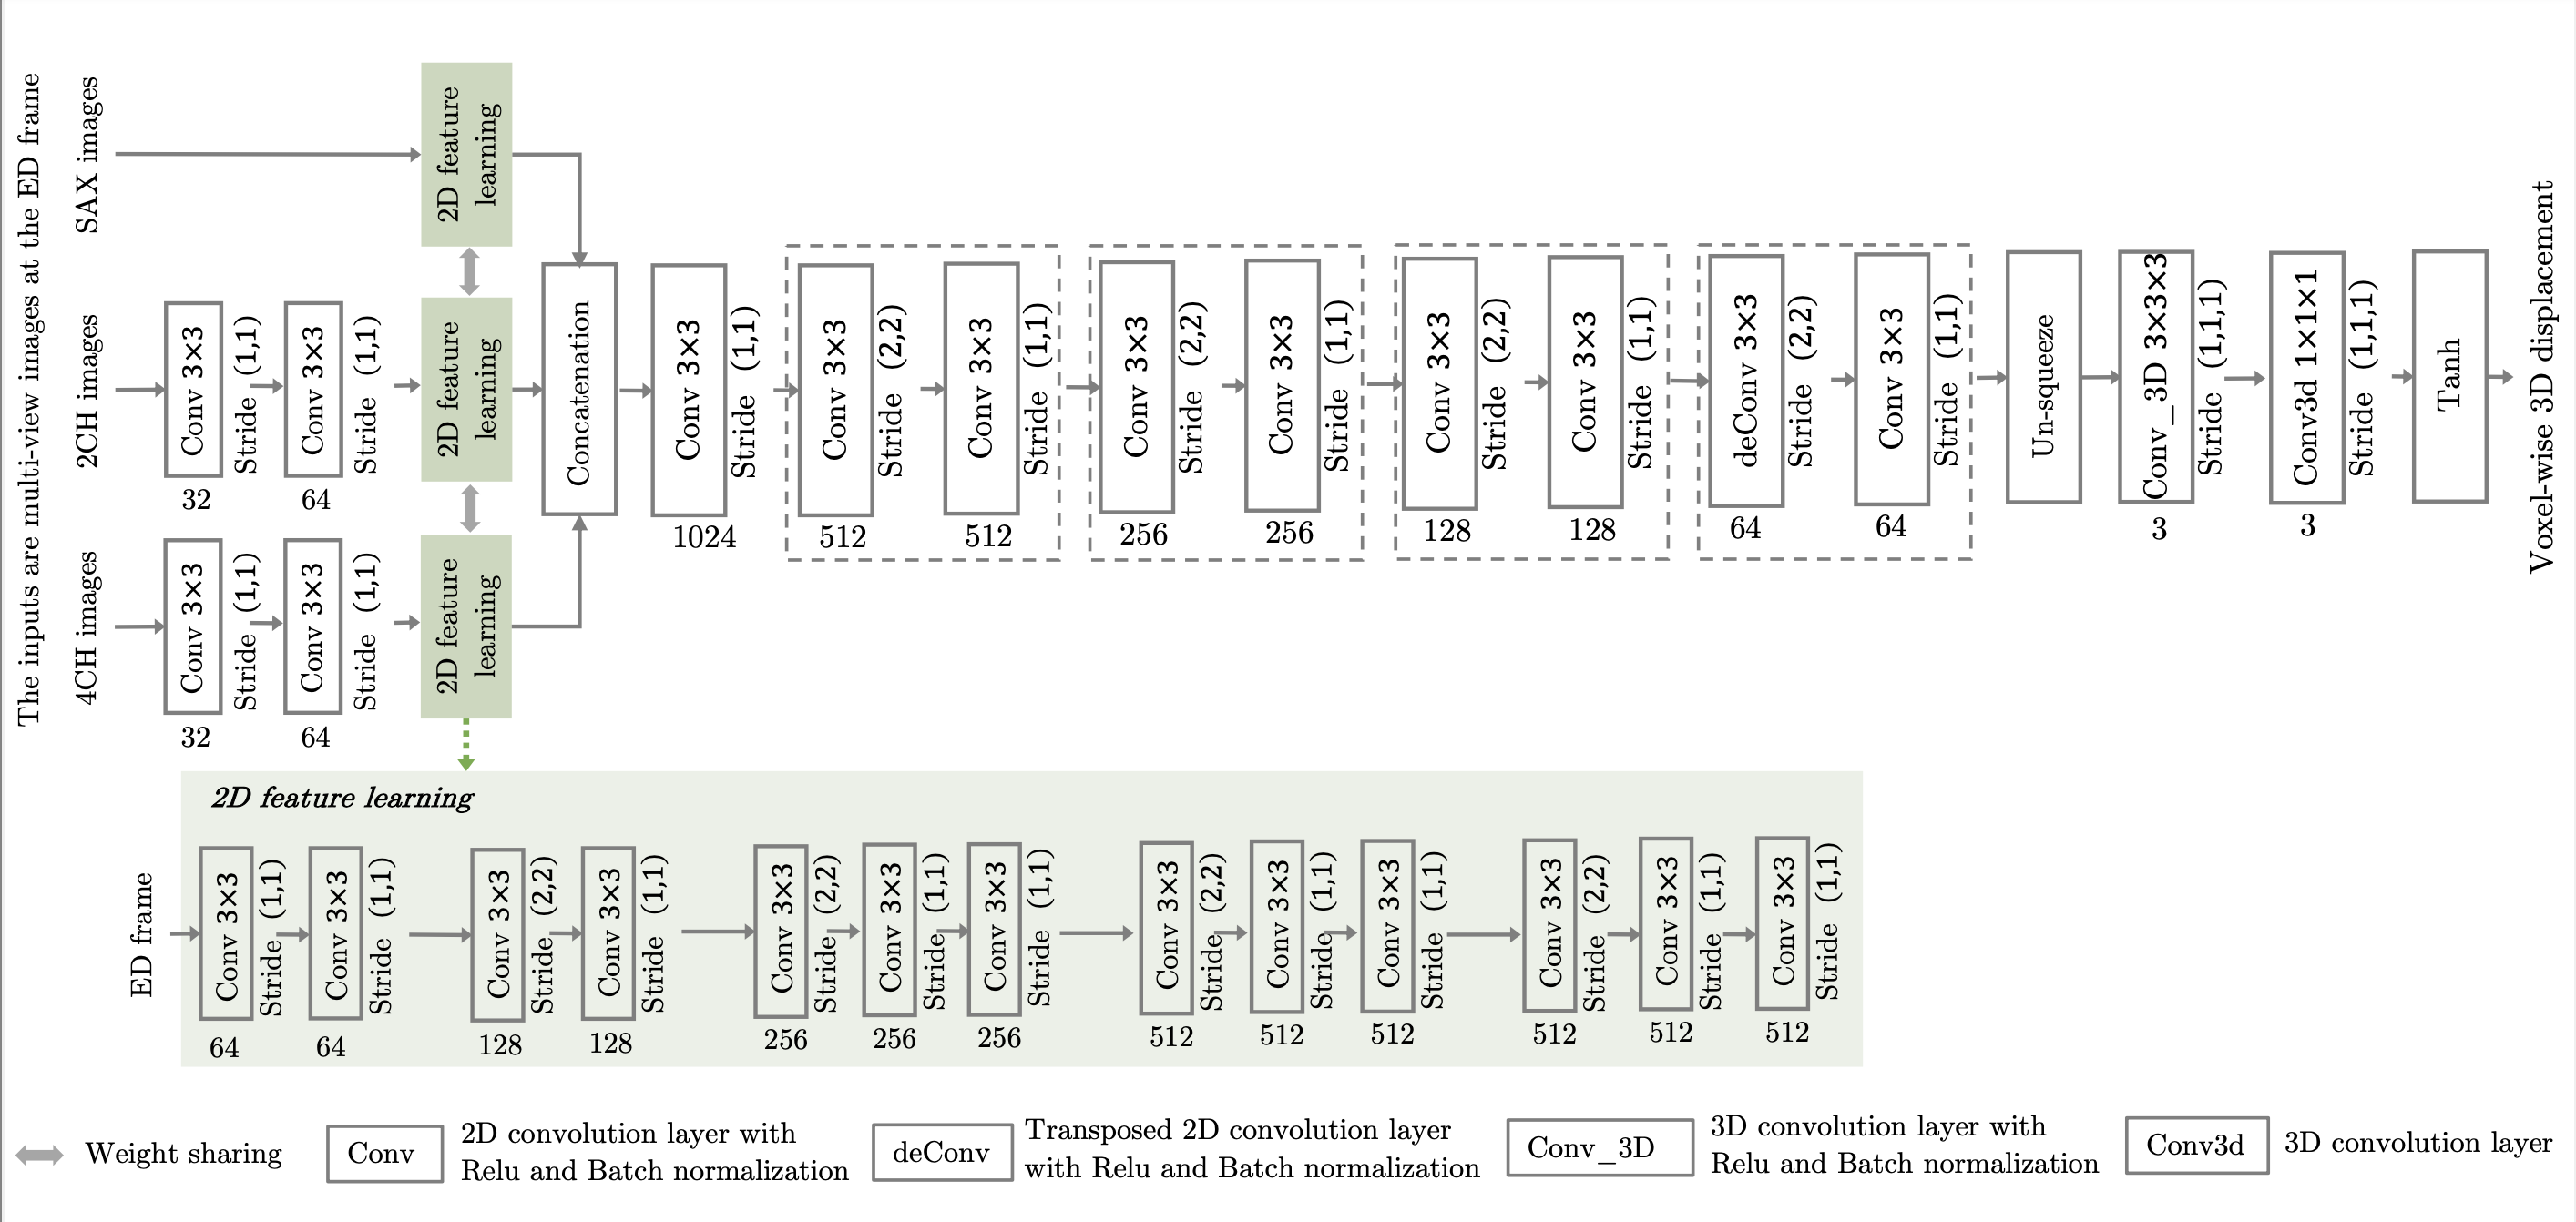 The inputs are multi-view images at the ED frame
SAX images
2D feature
learning
2CH images
Conv 3×3
Stride (1,1)
32
Conv 3×3
Stride (1,1)
64
2D feature
learning
4CH images
Conv 3×3
Stride (1,1)
32
Conv 3×3
Stride (1,1)
64
2D feature
learning
Concatenation
Conv 3×3
Stride (1,1)
1024
Conv 3×3
Stride (2,2)
512
Conv 3×3
Stride (1,1)
512
Conv 3×3
Stride (2,2)
256
Conv 3×3
Stride (1,1)
256
Conv 3×3
Stride (2,2)
128
Conv 3×3
Stride (1,1)
128
deConv 3×3
Stride (2,2)
64
Conv 3×3
Stride (1,1)
64
Un-squeeze
Conv_3D 3×3×3
Stride (1,1,1)
3
Conv3d 1×1×1
Stride (1,1,1)
3
Tanh
Voxel-wise 3D displacement
2D feature learning
ED frame
Conv 3×3
Stride (1,1)
64
Conv 3×3
Stride (1,1)
64
Conv 3×3
Stride (2,2)
128
Conv 3×3
Stride (1,1)
128
Conv 3×3
Stride (2,2)
256
Conv 3×3
Stride (1,1)
256
Conv 3×3
Stride (1,1)
256
Conv 3×3
Stride (2,2)
512
Conv 3×3
Stride (1,1)
512
Conv 3×3
Stride (1,1)
512
Conv 3×3
Stride (2,2)
512
Conv 3×3
Stride (1,1)
512
Conv 3×3
Stride (1,1)
512
Weight sharing
Conv
2D convolution layer with
Relu and Batch normalization
deConv
Transposed 2D convolution layer
with Relu and Batch normalization
Conv_3D
3D convolution layer with
Relu and Batch normalization
Conv3d
3D convolution layer